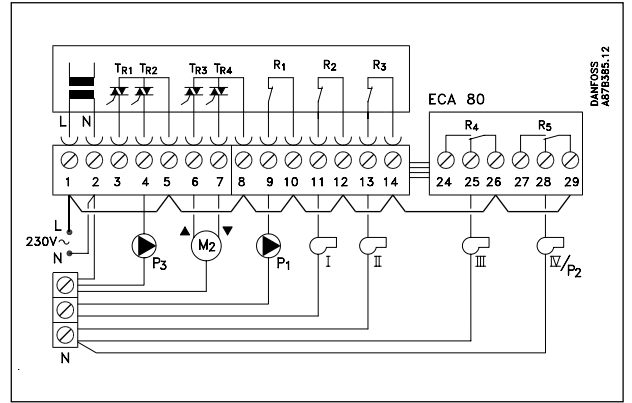 TR1 TR2 TR3 TR4 R1 R2 R3
L N
ECA 80
R4 R5
DANFOSS
A87B385.12
1 2 3 4 5 6 7 8 9 10 11 12 13 14
24 25 26 27 28 29
L
230V~
N
P3 M2 P1 I II III IV/P2
N